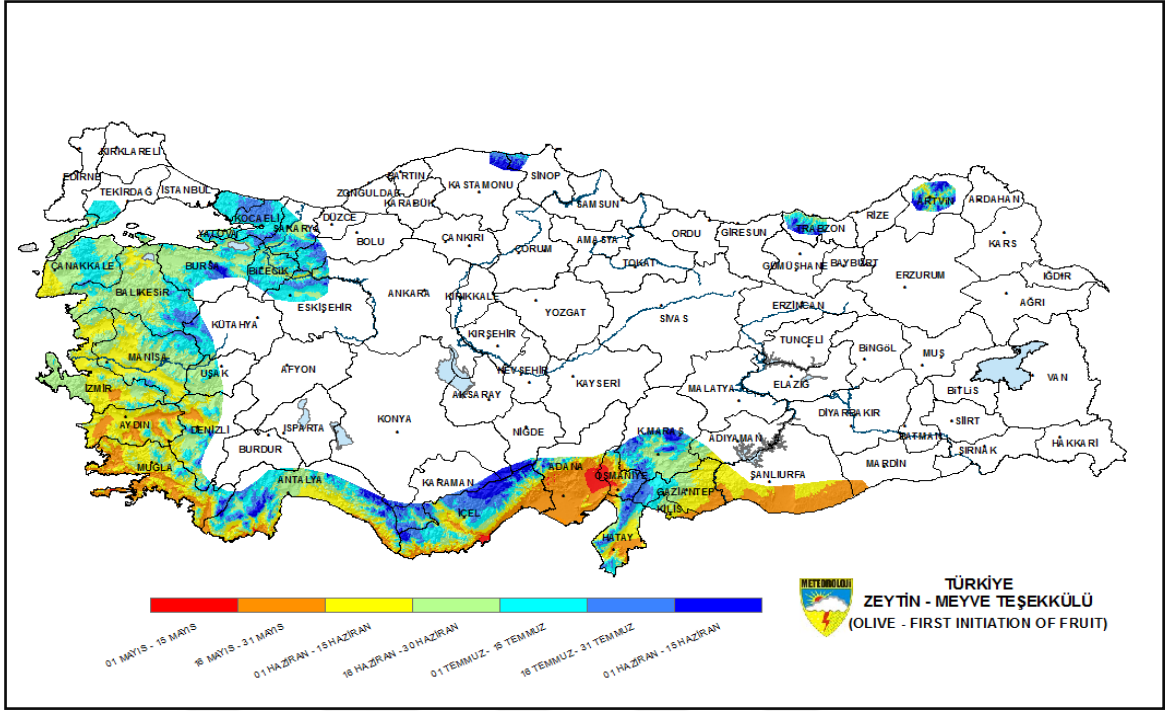 KIRKLARELİ
EDİRNE
TEKİRDAĞ
İSTANBUL
KOCAELİ
YALOVA
SAKARYA
DÜZCE
ZONGULDAK
BARTIN
KARABÜK
KASTAMONU
SİNOP
SAMSUN
BOLU
ÇANKIRI
ÇORUM
AMASYA
TOKAT
ORDU
GİRESUN
TRABZON
RİZE
ARTVİN
ARDAHAN
KARS
GÜMÜŞHANE
BAYBURT
ERZURUM
IĞDIR
AĞRI
ÇANAKKALE
BALIKESİR
BURSA
BİLECİK
ESKİŞEHİR
ANKARA
KIRIKKALE
YOZGAT
SİVAS
ERZİNCAN
TUNCELİ
BİNGöL
MUŞ
BİTLİS
VAN
KÜTAHYA
KIRŞEHİR
NEVŞEHİR
KAYSERİ
MALATYA
ELAZIĞ
DİYARBAKIR
BATMAN
SİİRT
ŞIRNAK
HAKKARİ
MANİSA
UŞAK
AFYON
İZMİR
AYDIN
DENİZLİ
ISPARTA
BURDUR
KONYA
AKSARAY
NİĞDE
K.MARAŞ
ADIYAMAN
ŞANLIURFA
MARDİN
MUĞLA
ANTALYA
KARAMAN
İÇEL
ADANA
OSMANİYE
GAZİANTEP
KİLİS
HATAY
01 MAYIS - 15 MAYIS
16 MAYIS - 31 MAYIS
01 HAZİRAN - 15 HAZİRAN
16 HAZİRAN - 30 HAZİRAN
01 TEMMUZ - 15 TEMMUZ
16 TEMMUZ - 31 TEMMUZ
01 HAZİRAN - 15 HAZİRAN
METEOROLOJİ
TÜRKİYE
ZEYTİN - MEYVE TEŞEKKÜLÜ
(OLIVE - FIRST INITIATION OF FRUIT)